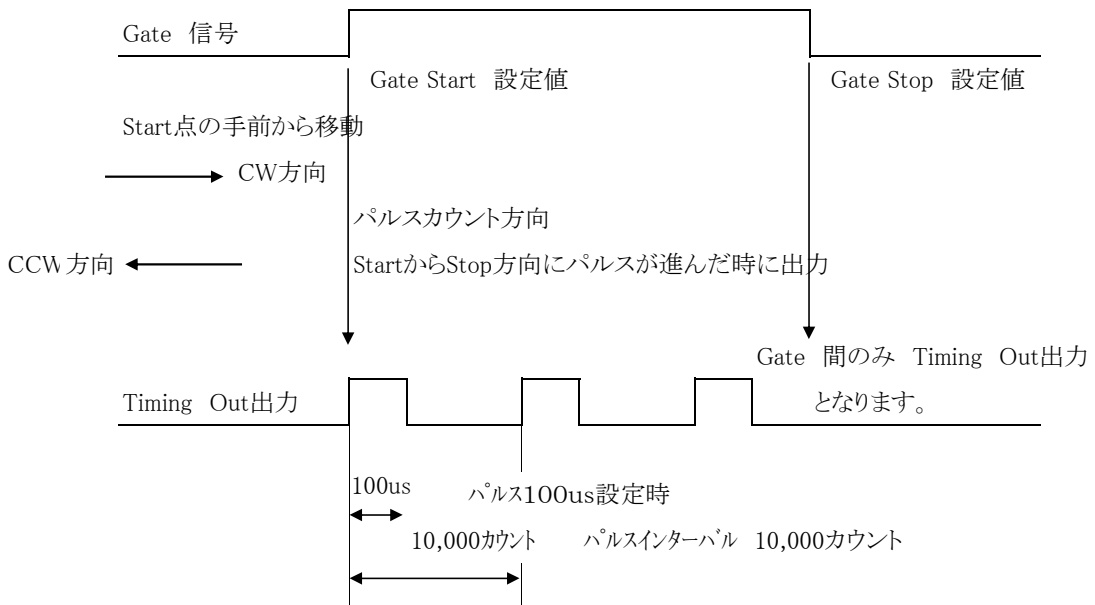 Gate 信号
Gate Start 設定値
Gate Stop 設定値
Start点の手前から移動
CW方向
パルスカウント方向
CCW方向
StartからStop方向にパルスが進んだ時に出力
Gate 間のみ Timing Out出力
となります。
Timing Out出力
100us
パルス100us設定時
10,000カウント
パルスインターバル 10,000カウント